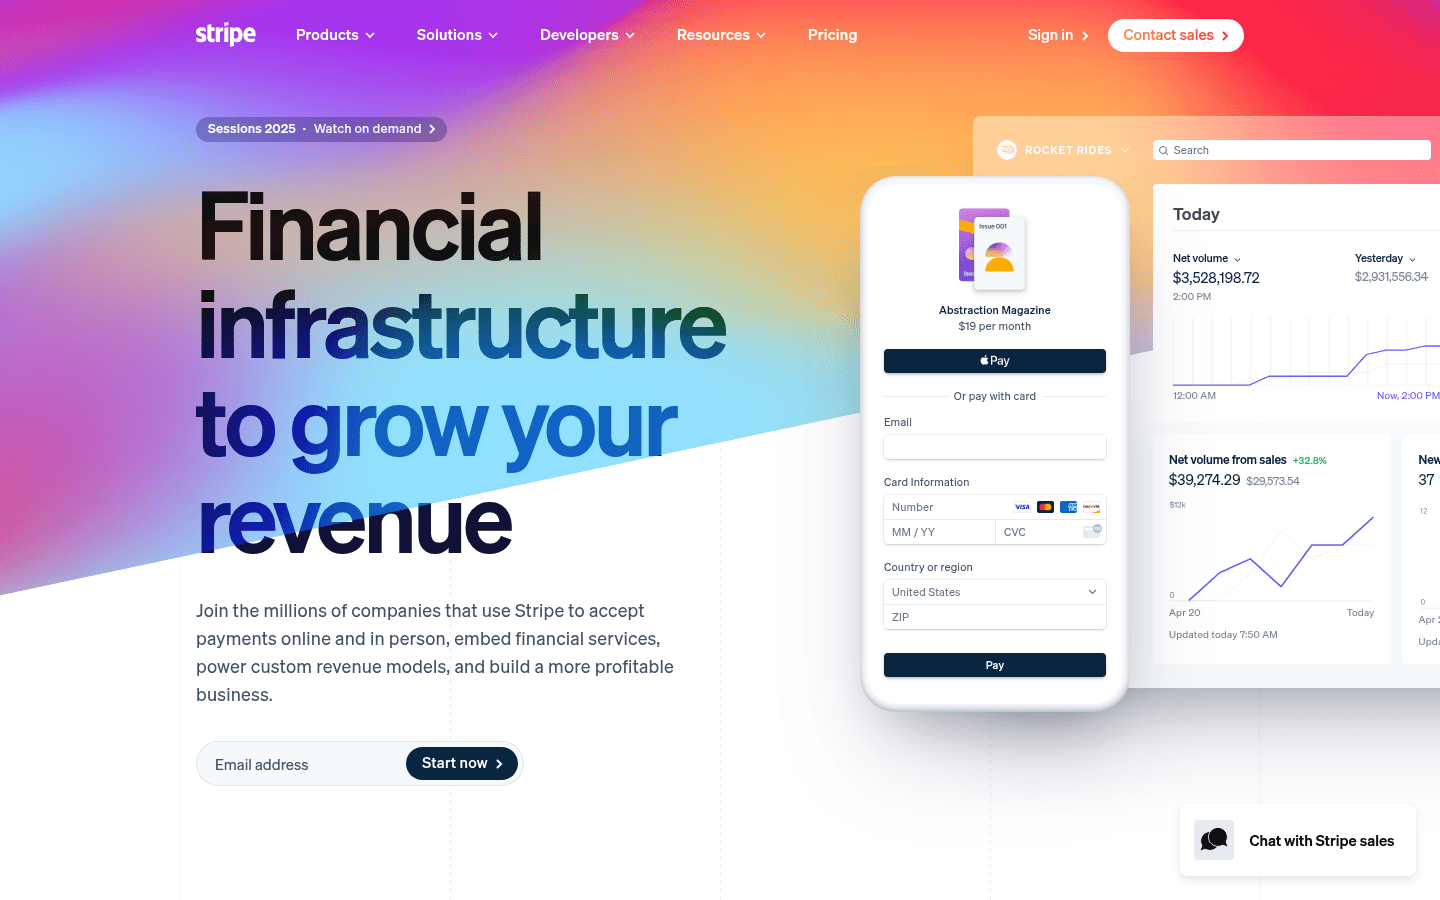 stripe
Products
Solutions
Developers
Resources
Pricing
Sign in
Contact sales
Sessions 2025 · Watch on demand
Financial
infrastructure
to grow your
revenue
Join the millions of companies that use Stripe to accept
payments online and in person, embed financial services,
power custom revenue models, and build a more profitable
business.
Email address
Start now
Issue 001
Abstraction Magazine
$19 per month
Pay
Or pay with card
Email
Card Information
Number
VISA
MM / YY
CVC
Country or region
United States
ZIP
Pay
ROCKET RIDES
Search
Today
Net volume
$3,528,198.72
2:00 PM
Yesterday
$2,931,556.34
12:00 AM
Now, 2:00 PM
Net volume from sales +32.8%
$39,274.29 $29,573.54
$12k
0
Apr 20
Today
Updated today 7:50 AM
New
37
12
0
Apr
Upda
Chat with Stripe sales